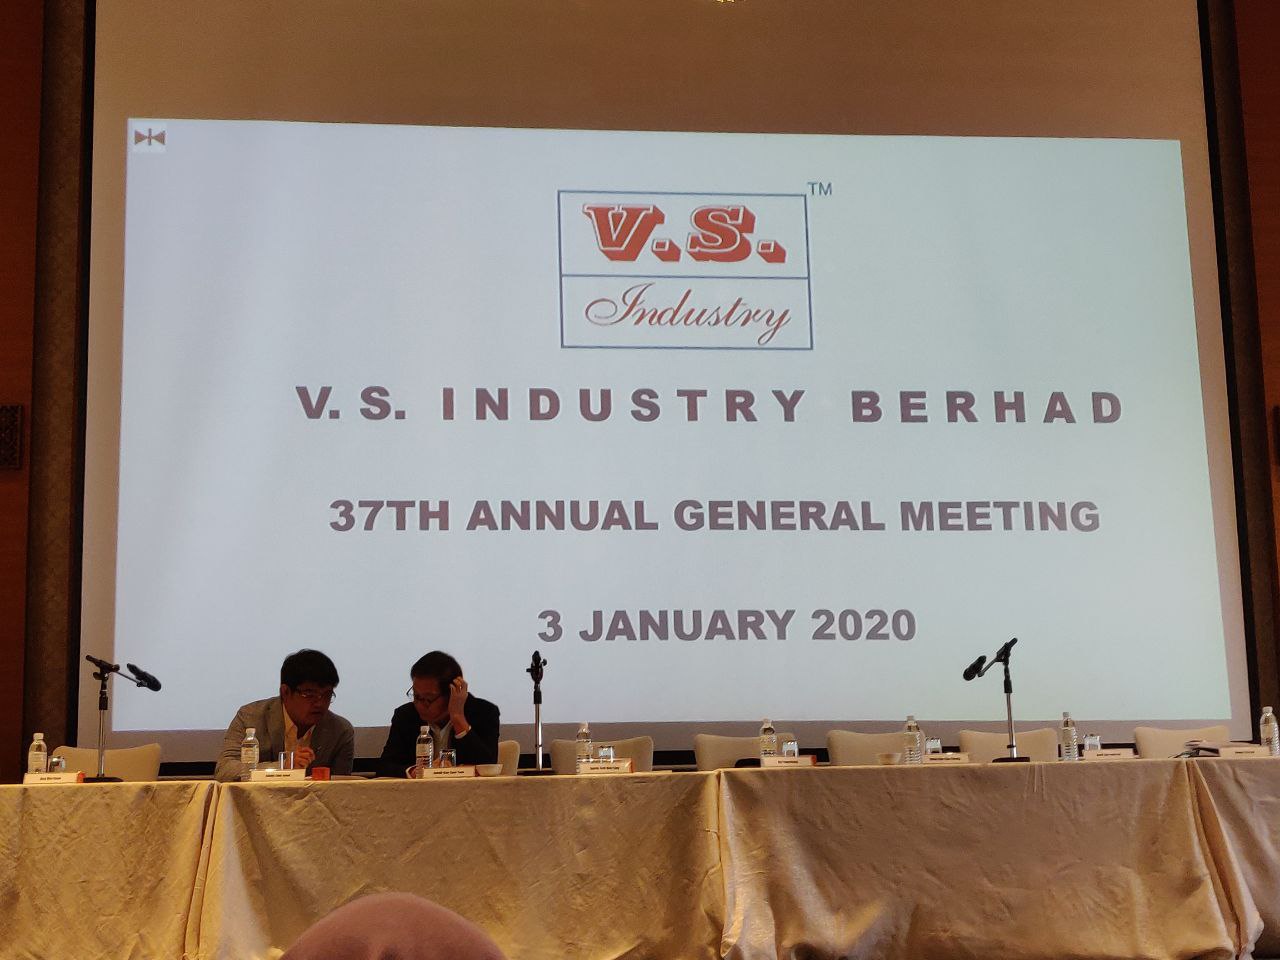 TM
V.S.
Industry
V. S. INDUSTRY BERHAD
37TH ANNUAL GENERAL MEETING
3 JANUARY 2020